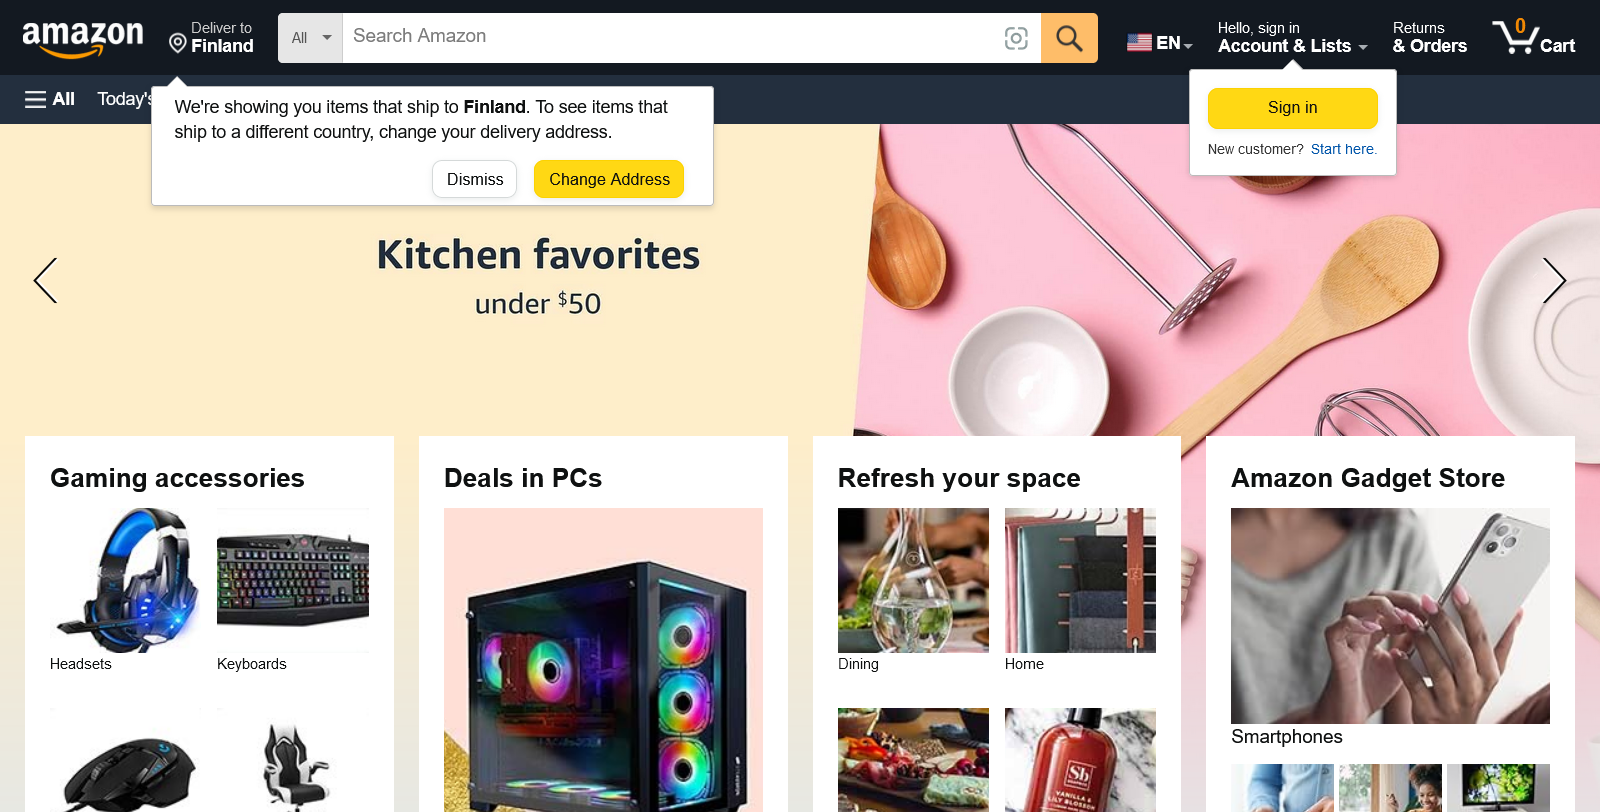 amazon
Deliver to
Finland
All
Search Amazon
EN
Hello, sign in
Account & Lists
Returns
& Orders
0
Cart
All
Today's
We're showing you items that ship to Finland. To see items that
ship to a different country, change your delivery address.
Dismiss
Change Address
Sign in
New customer? Start here.
Kitchen favorites
under $50
Gaming accessories
Headsets
Keyboards
Deals in PCs
Refresh your space
Dining
Home
Sb
VANILLA &
LILY BLOSSOM
Amazon Gadget Store
Smartphones